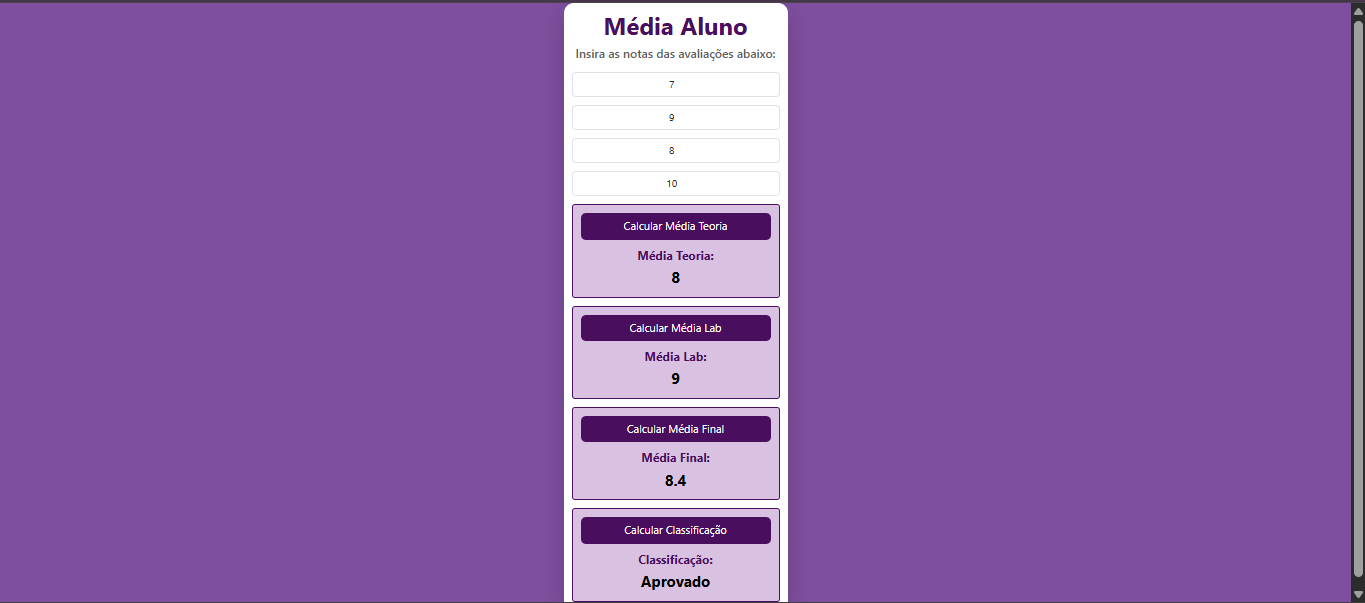 Média Aluno
Insira as notas das avaliações abaixo:
7
9
8
10
Calcular Média Teoria
Média Teoria:
8
Calcular Média Lab
Média Lab:
9
Calcular Média Final
Média Final:
8.4
Calcular Classificação
Classificação:
Aprovado